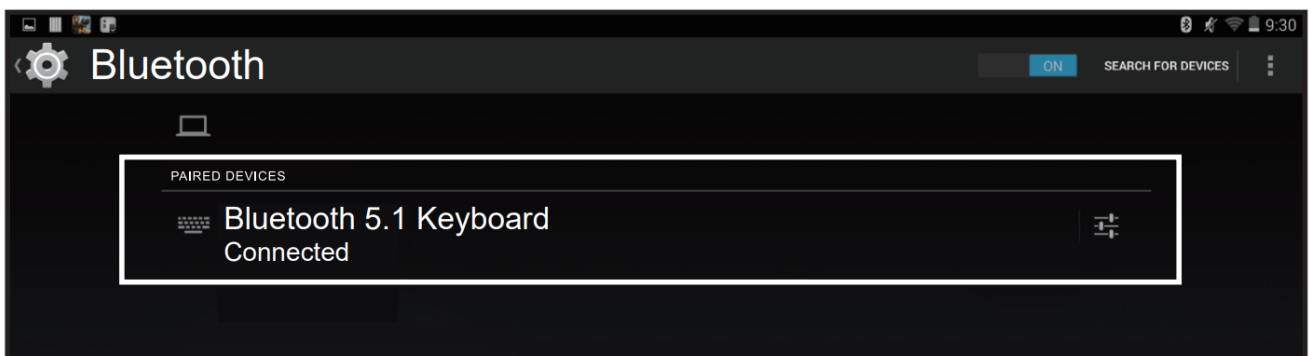 9:30
Bluetooth
ON
SEARCH FOR DEVICES
PAIRED DEVICES
Bluetooth 5.1 Keyboard
Connected